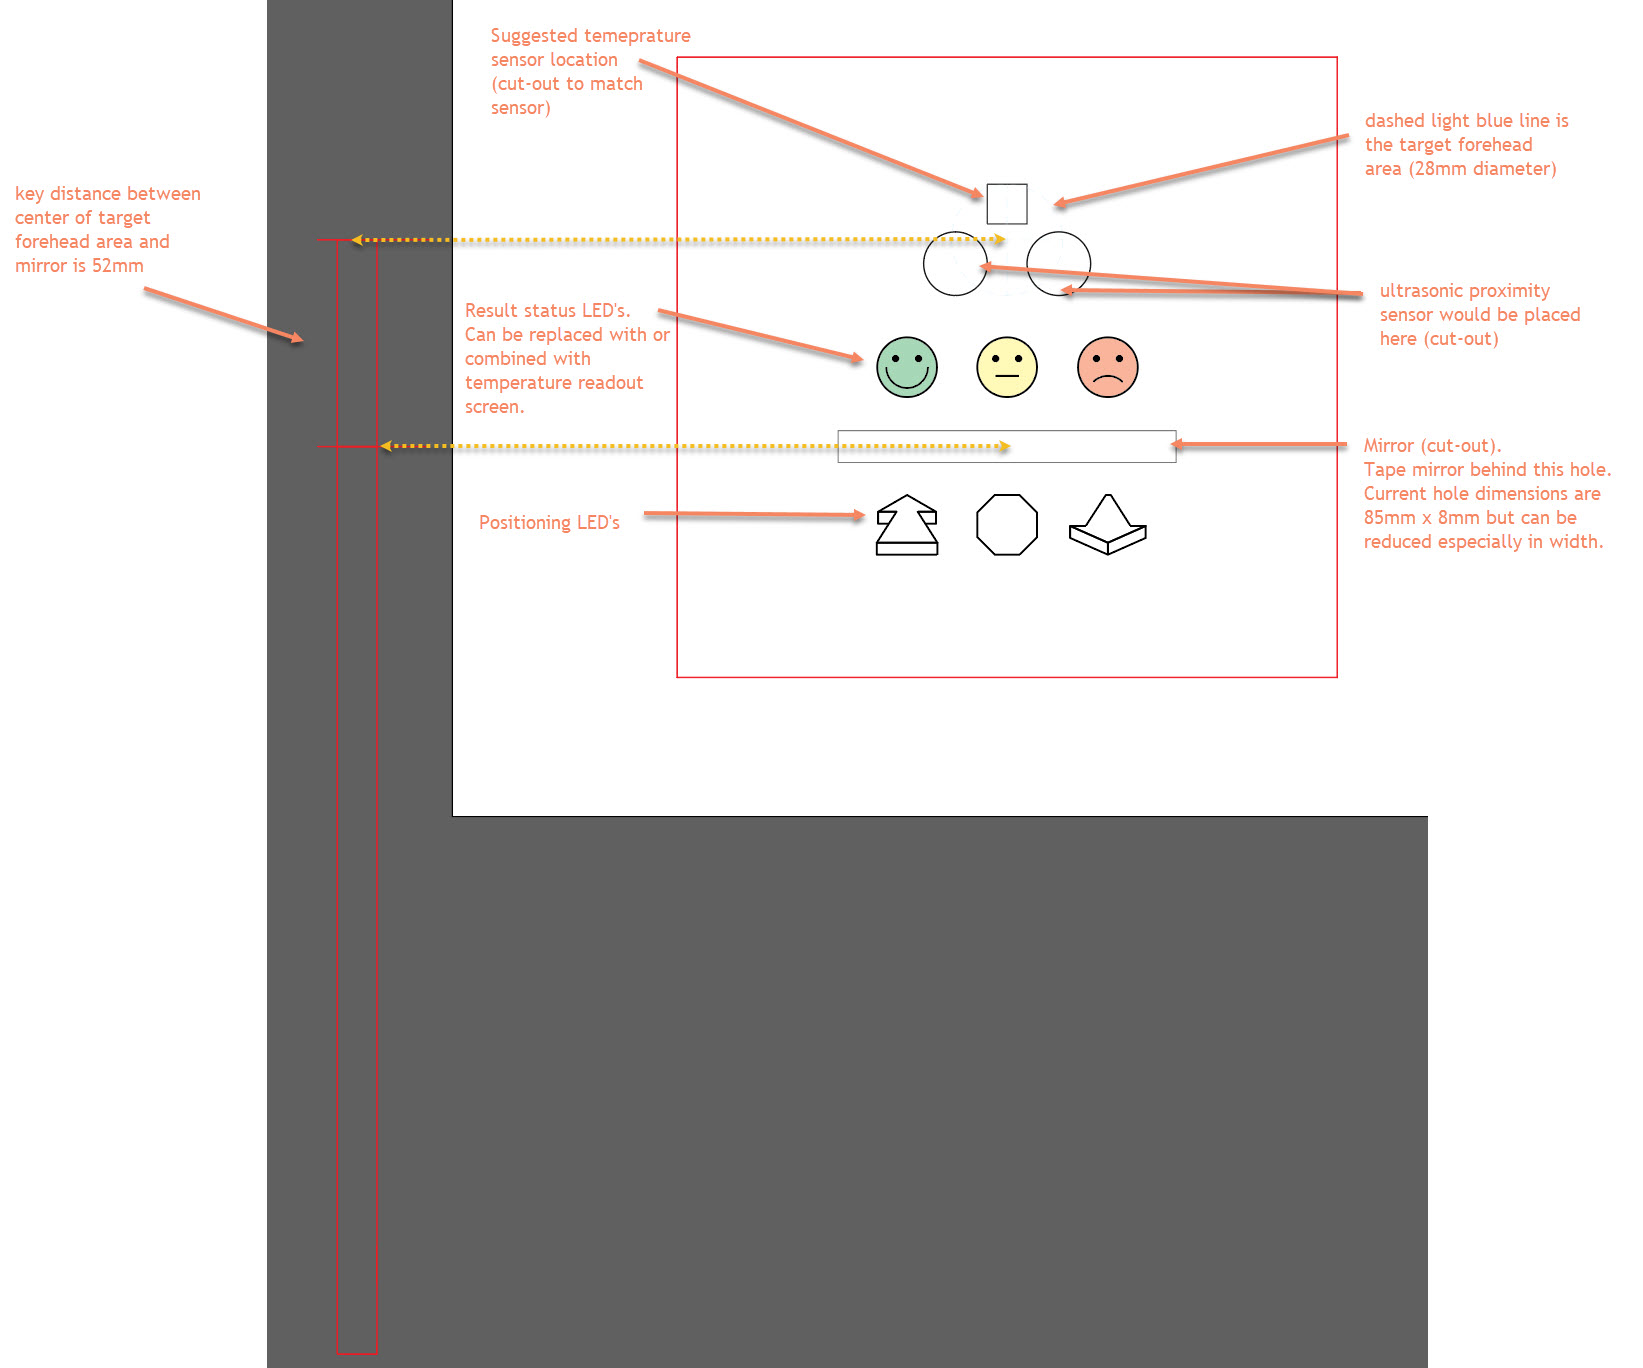 Suggested temeprature
sensor location
(cut-out to match
sensor)
dashed light blue line is
the target forehead
area (28mm diameter)
key distance between
center of target
forehead area and
mirror is 52mm
ultrasonic proximity
sensor would be placed
here (cut-out)
Result status LED's.
Can be replaced with or
combined with
temperature readout
screen.
Mirror (cut-out).
Tape mirror behind this hole.
Current hole dimensions are
85mm x 8mm but can be
reduced especially in width.
Positioning LED's